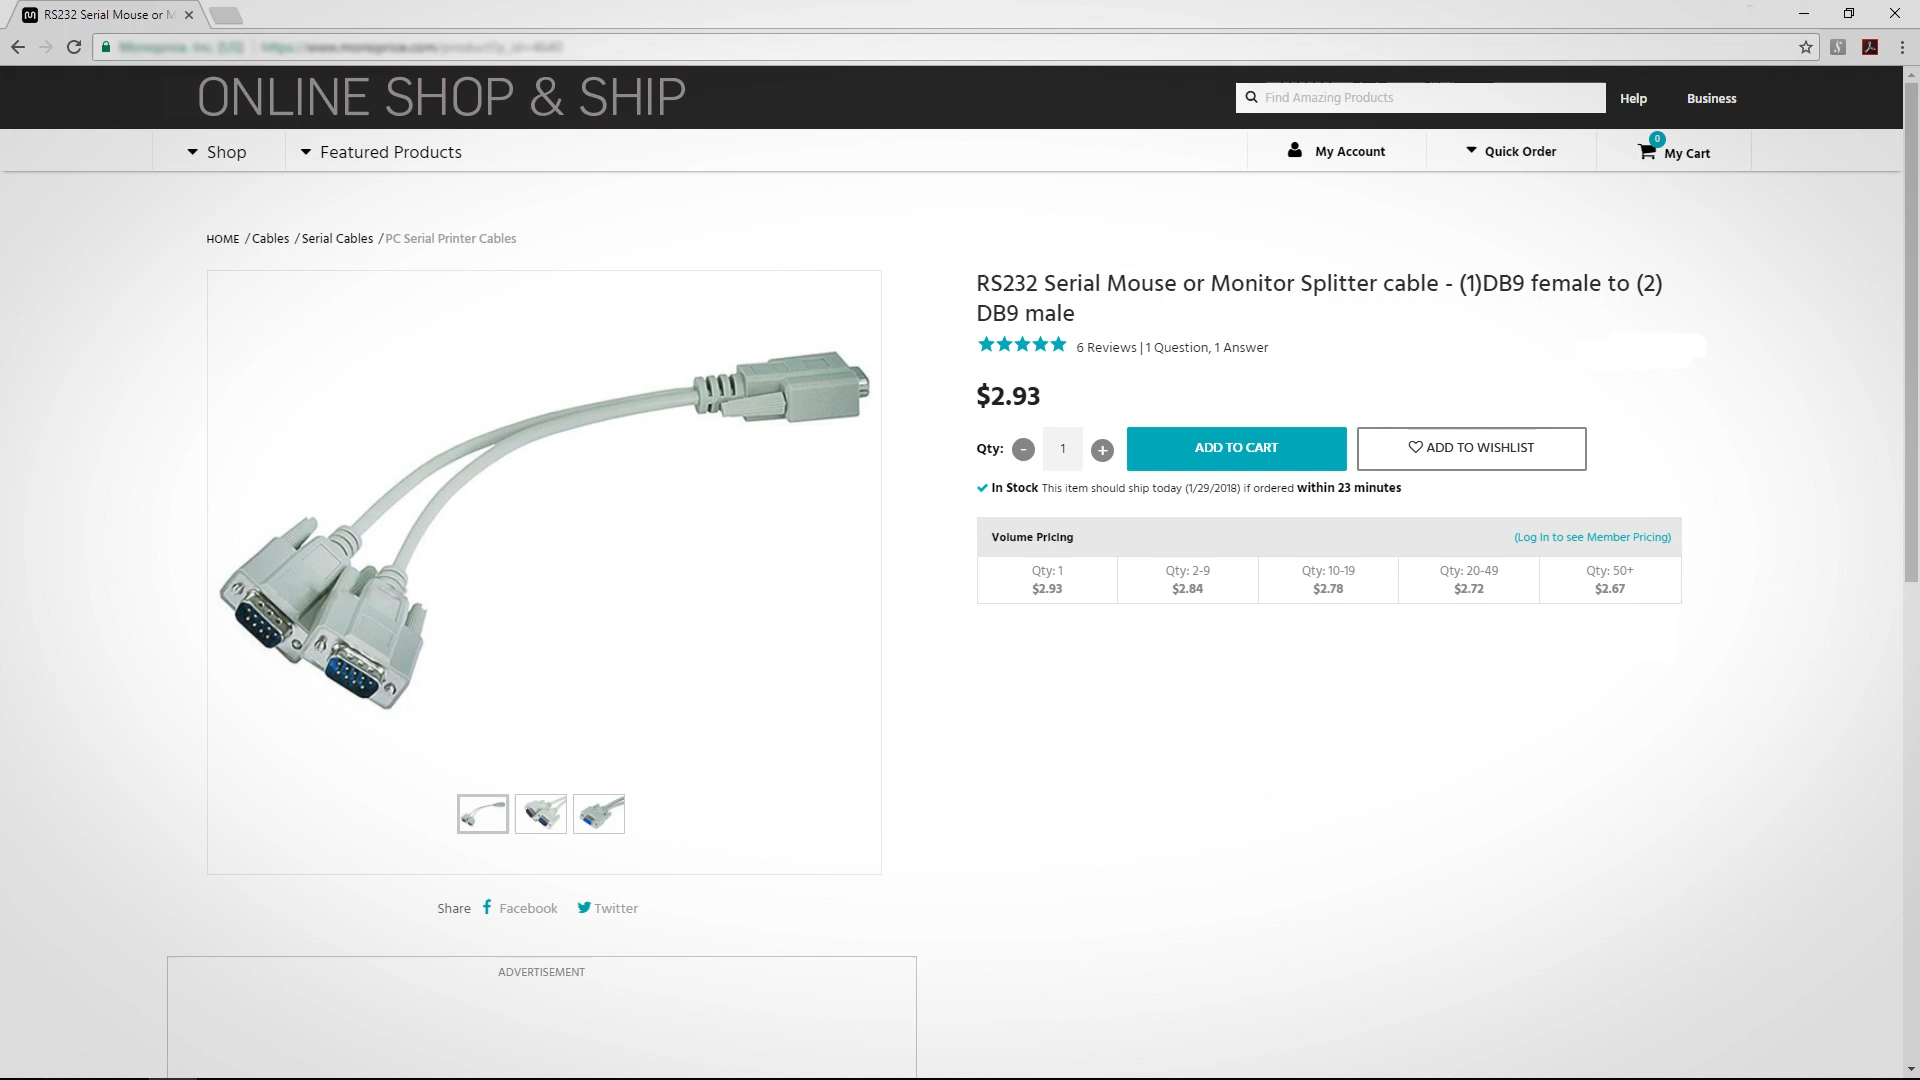 RS232 Serial Mouse or M
ONLINE SHOP & SHIP
Find Amazing Products
Help
Business
Shop
Featured Products
My Account
Quick Order
0
My Cart
HOME / Cables / Serial Cables / PC Serial Printer Cables
RS232 Serial Mouse or Monitor Splitter cable - (1)DB9 female to (2)
DB9 male
6 Reviews | 1 Question, 1 Answer
$2.93
Qty: - 1 +
ADD TO CART
ADD TO WISHLIST
In Stock This item should ship today (1/29/2018) if ordered within 23 minutes
Volume Pricing
(Log In to see Member Pricing)
Qty: 1 Qty: 2-9 Qty: 10-19 Qty: 20-49 Qty: 50+
$2.93 $2.84 $2.78 $2.72 $2.67
Share Facebook Twitter
ADVERTISEMENT